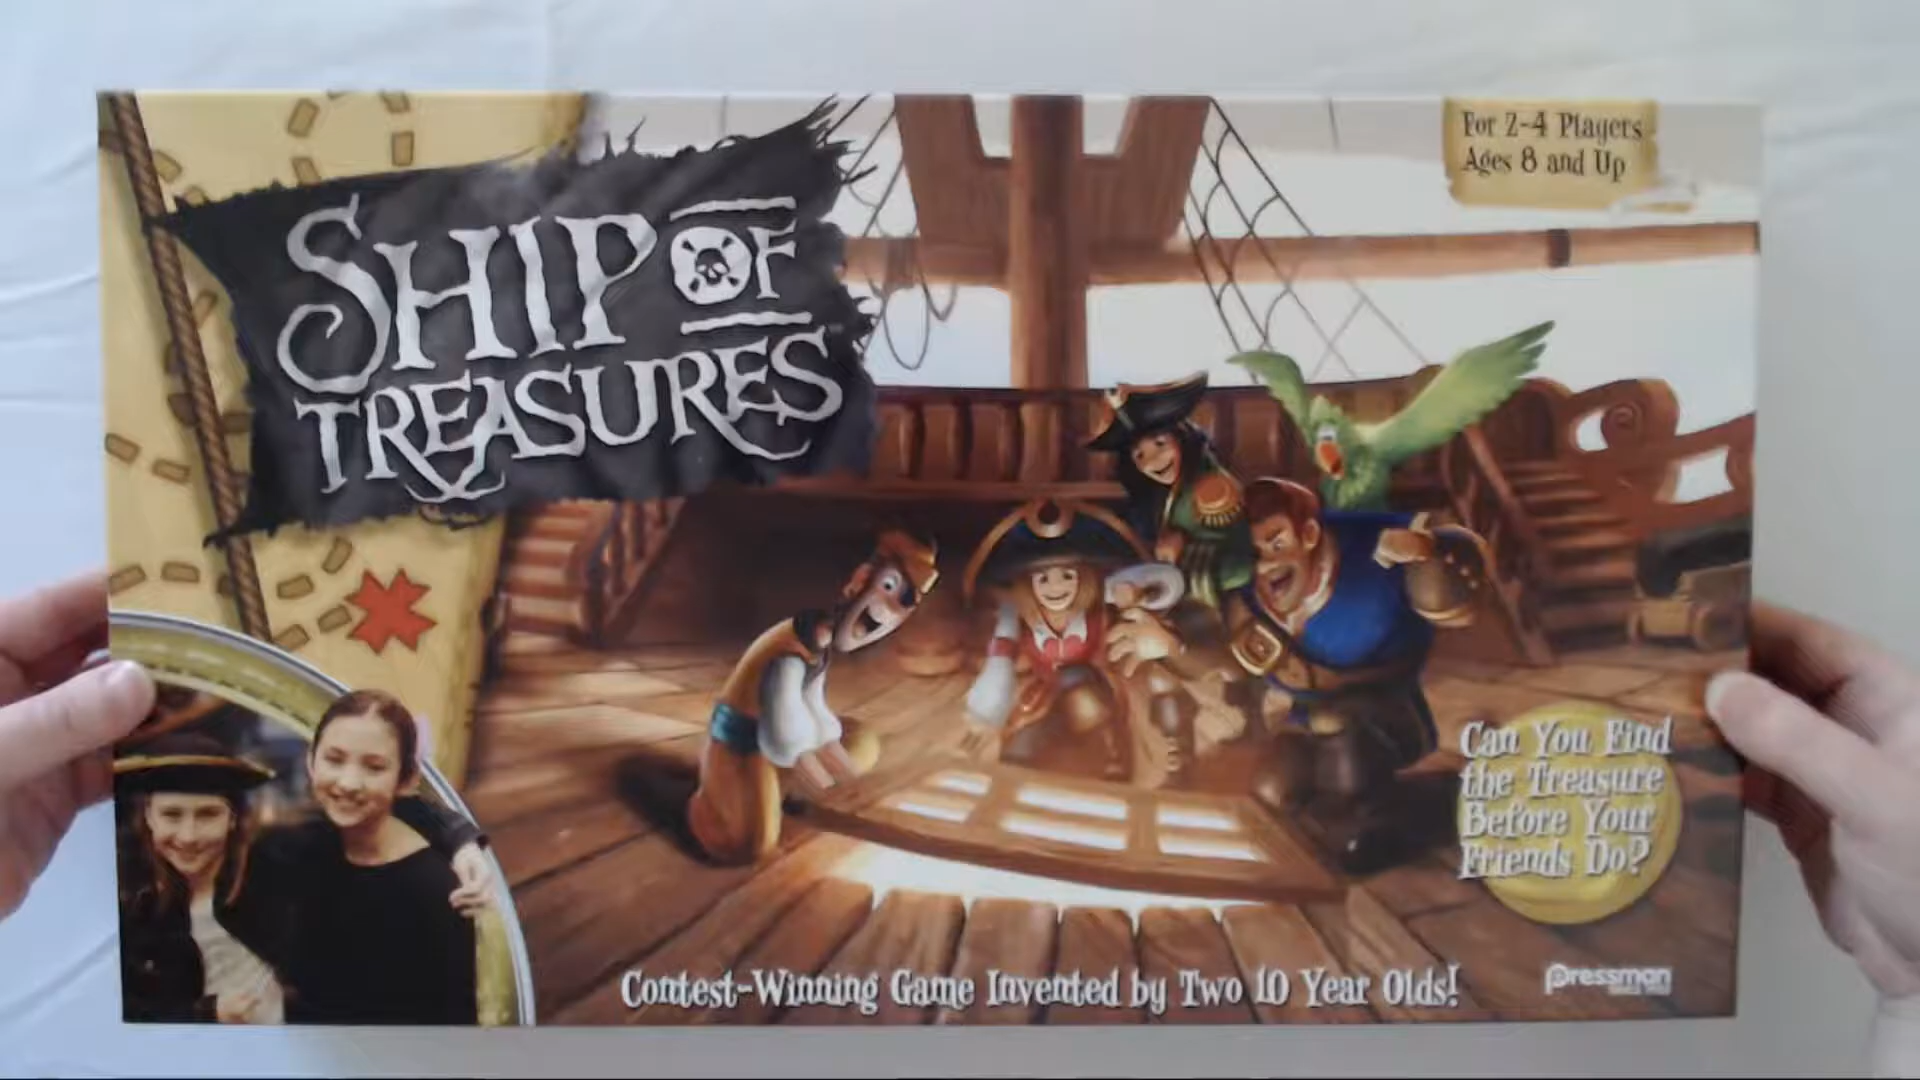 SHIP OF
TREASURES
For 2-4 Players
Ages 8 and Up
Can You Find
the Treasure
Before Your
Friends Do?
Contest-Winning Game Invented by Two 10 Year Olds!
Pressman